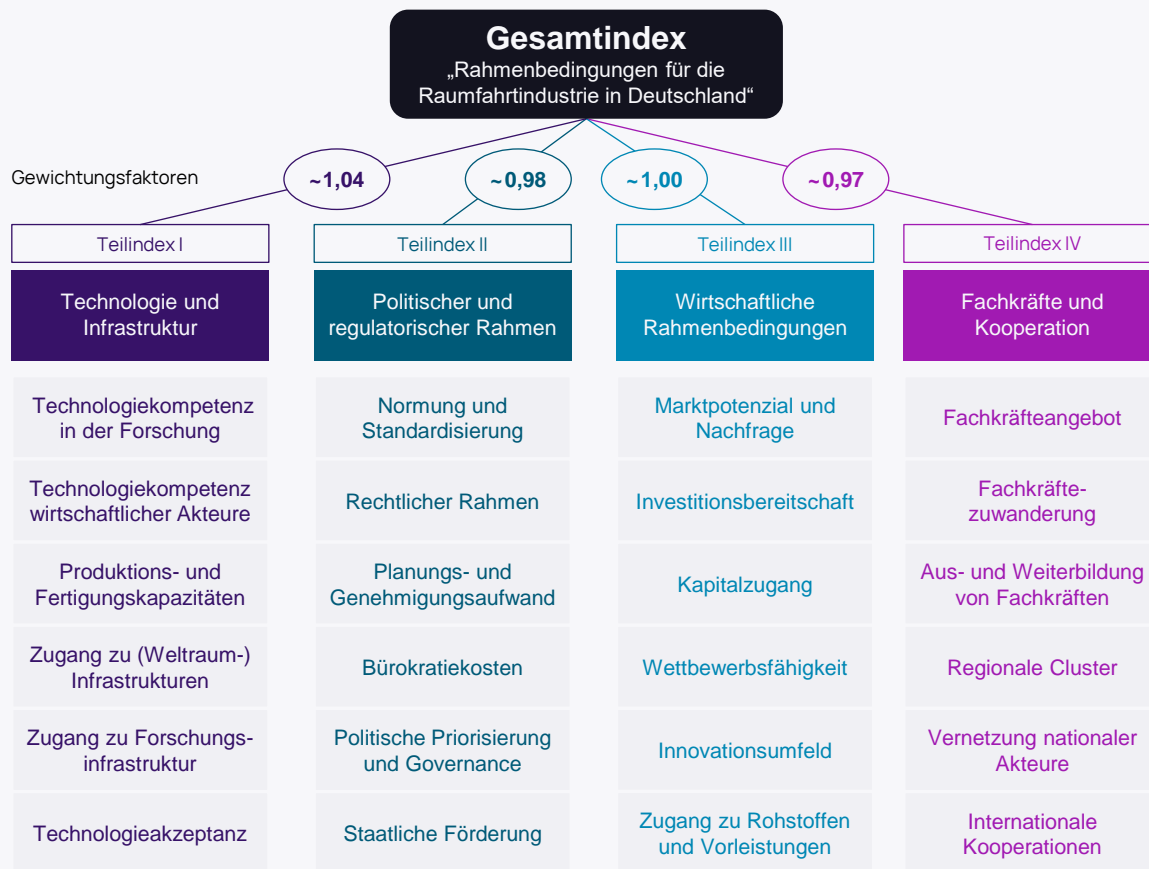 Gesamtindex
„Rahmenbedingungen für die
Raumfahrtindustrie in Deutschland“
Gewichtungsfaktoren
~1,04
~0,98
~1,00
~0,97
Teilindex I
Technologie und
Infrastruktur
Technologiekompetenz
in der Forschung
Technologiekompetenz
wirtschaftlicher Akteure
Produktions- und
Fertigungskapazitäten
Zugang zu (Weltraum-)
Infrastrukturen
Zugang zu Forschungs-
infrastruktur
Technologieakzeptanz
Teilindex II
Politischer und
regulatorischer Rahmen
Normung und
Standardisierung
Rechtlicher Rahmen
Planungs- und
Genehmigungsaufwand
Bürokratiekosten
Politische Priorisierung
und Governance
Staatliche Förderung
Teilindex III
Wirtschaftliche
Rahmenbedingungen
Marktpotenzial und
Nachfrage
Investitionsbereitschaft
Kapitalzugang
Wettbewerbsfähigkeit
Innovationsumfeld
Zugang zu Rohstoffen
und Vorleistungen
Teilindex IV
Fachkräfte und
Kooperation
Fachkräfteangebot
Fachkräfte-
zuwanderung
Aus- und Weiterbildung
von Fachkräften
Regionale Cluster
Vernetzung nationaler
Akteure
Internationale
Kooperationen